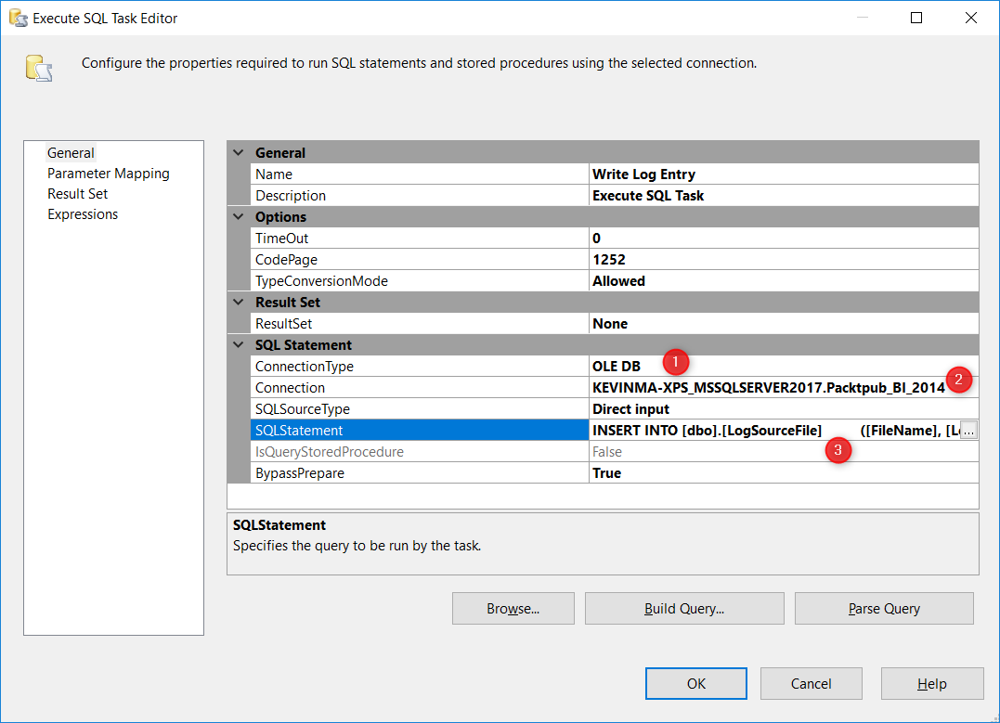 Execute SQL Task Editor
Configure the properties required to run SQL statements and stored procedures using the selected connection.
General
Parameter Mapping
Result Set
Expressions
General
Name Write Log Entry
Description Execute SQL Task
Options
TimeOut 0
CodePage 1252
TypeConversionMode Allowed
Result Set
ResultSet None
SQL Statement
ConnectionType OLE DB 1
Connection KEVINMA-XPS_MSSQLSERVER2017.Packtpub_BI_2014 2
SQLSourceType Direct input
SQLStatement INSERT INTO [dbo].[LogSourceFile] ([FileName], [L ...
IsQueryStoredProcedure False 3
BypassPrepare True
SQLStatement
Specifies the query to be run by the task.
Browse... Build Query... Parse Query
OK Cancel Help